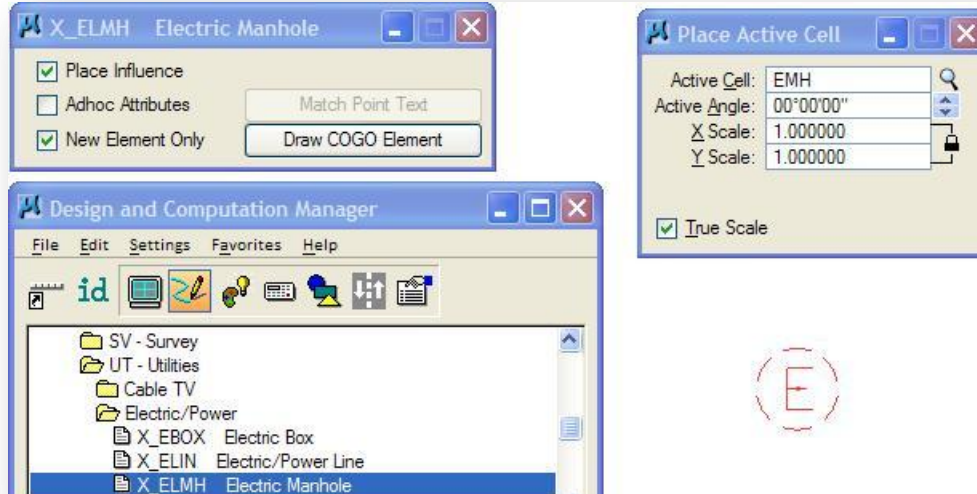 X_ELMH Electric Manhole
Place Influence
Adhoc Attributes
Match Point Text
New Element Only
Draw COGO Element
Place Active Cell
Active Cell: EMH
Active Angle: 00°00'00"
X Scale: 1.000000
Y Scale: 1.000000
True Scale
Design and Computation Manager
File Edit Settings Favorites Help
id
SV - Survey
UT - Utilities
Cable TV
Electric/Power
X_EBOX Electric Box
X_ELIN Electric/Power Line
X_ELMH Electric Manhole
E